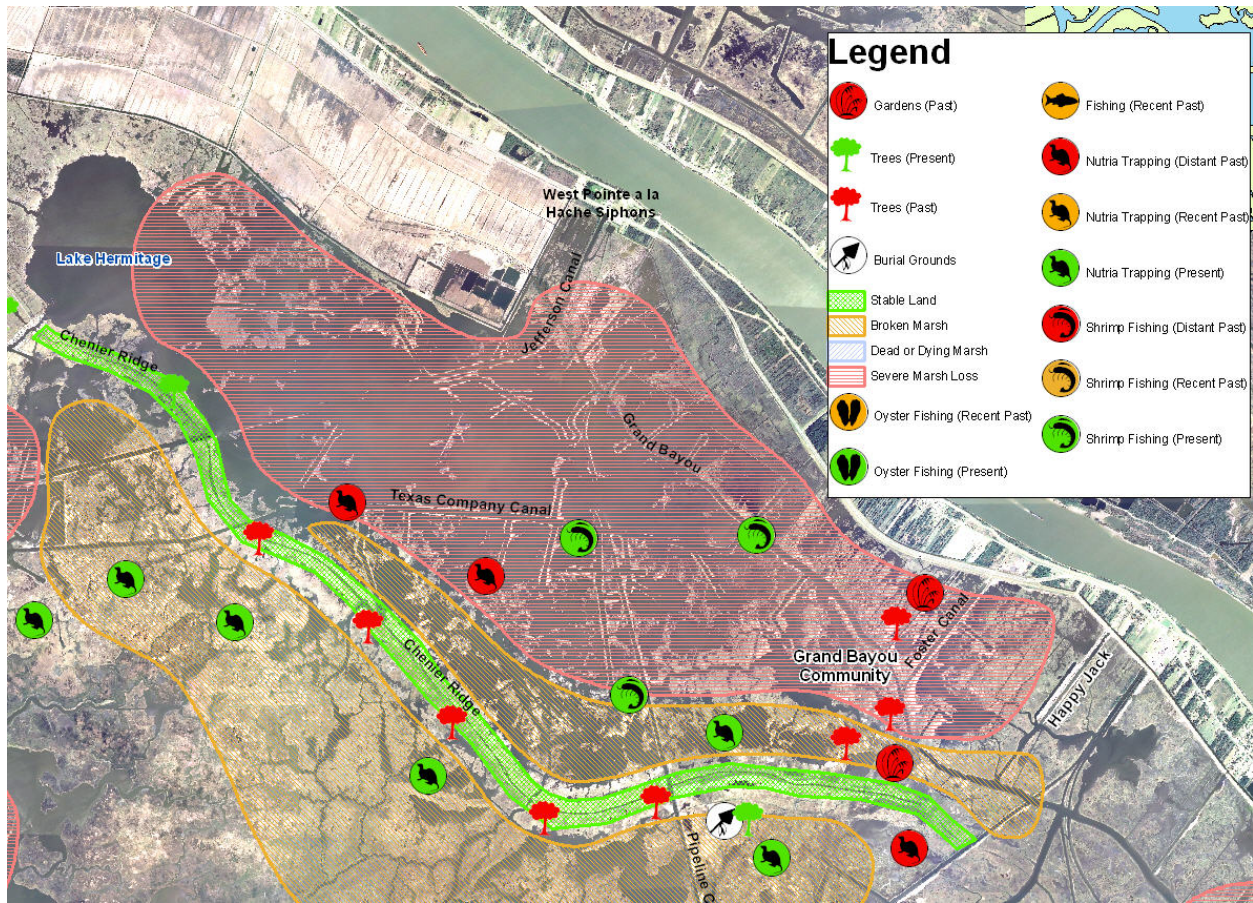 Legend
Gardens (Past)
Trees (Present)
Trees (Past)
Burial Grounds
Stable Land
Broken Marsh
Dead or Dying Marsh
Severe Marsh Loss
Oyster Fishing (Recent Past)
Oyster Fishing (Present)
Fishing (Recent Past)
Nutria Trapping (Distant Past)
Nutria Trapping (Recent Past)
Nutria Trapping (Present)
Shrimp Fishing (Distant Past)
Shrimp Fishing (Recent Past)
Shrimp Fishing (Present)
West Pointe a la
Hache Siphons
Lake Hermitage
Jefferson Canal
Chenier Ridge
Grand Bayou
Texas Company Canal
Foster Canal
Grand Bayou
Community
Chenier Ridge
Happy Jack
Pipeline C